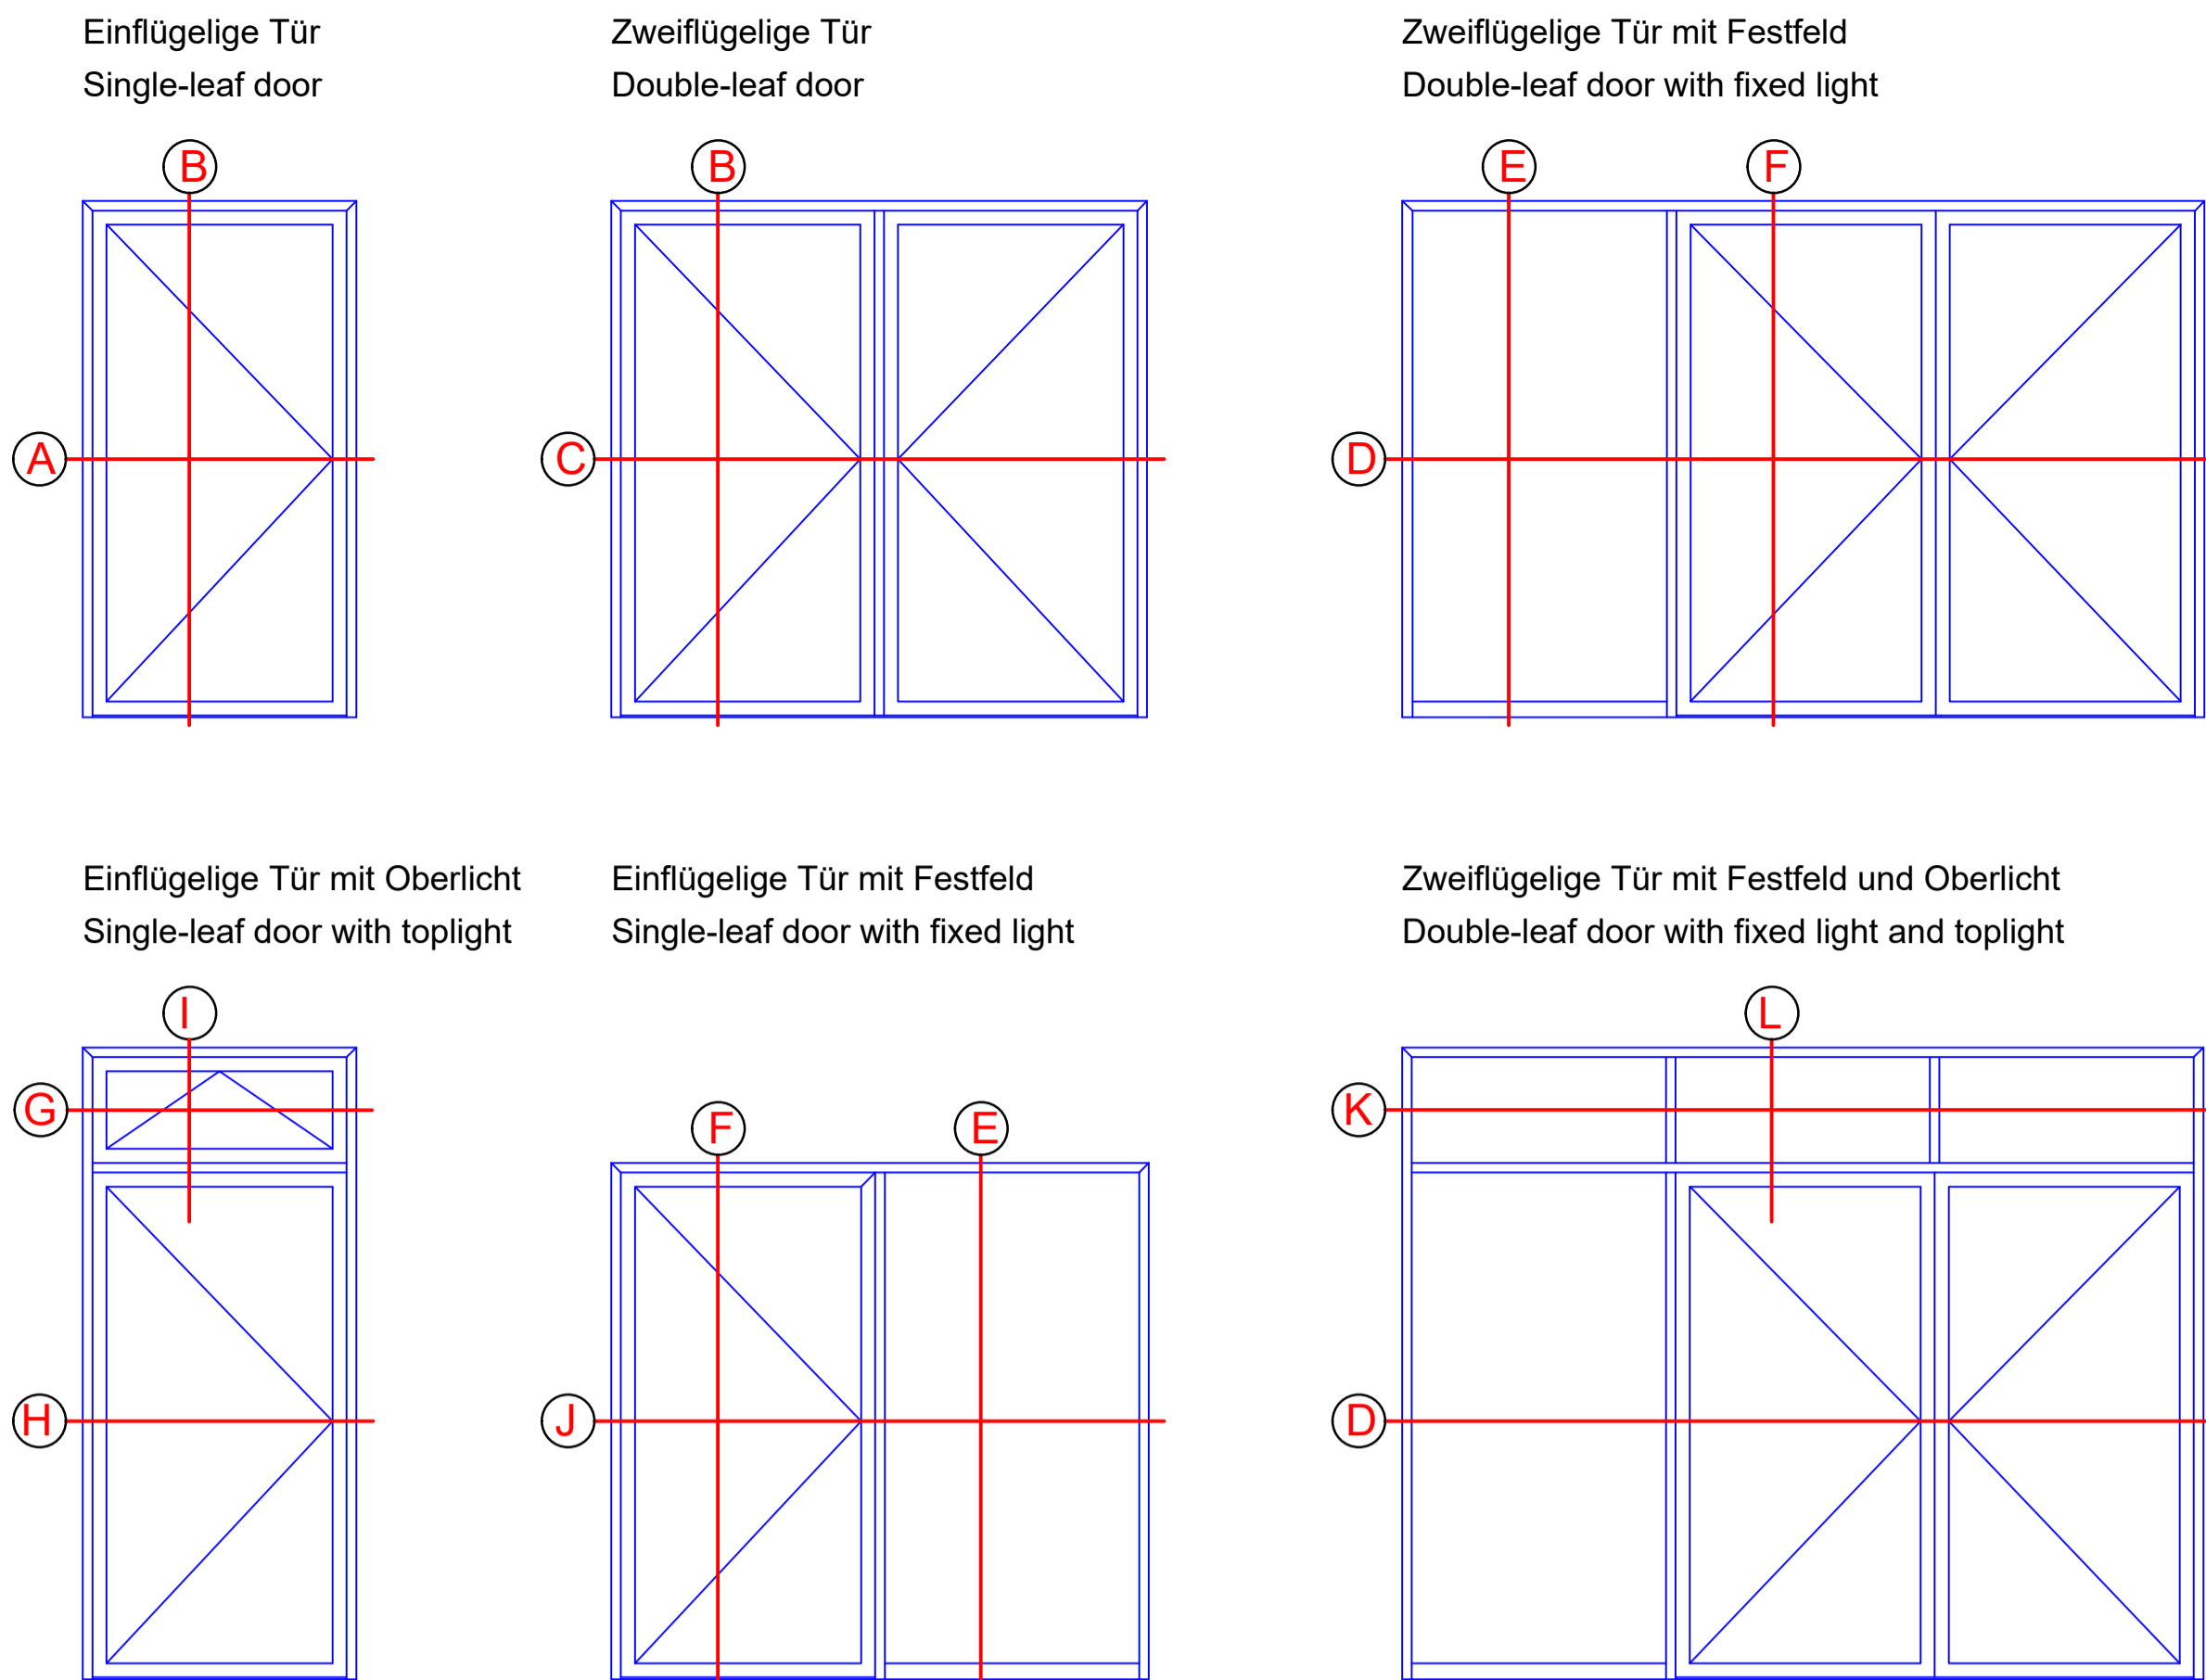 Einflügelige Tür
Single-leaf door
Zweiflügelige Tür
Double-leaf door
Zweiflügelige Tür mit Festfeld
Double-leaf door with fixed light
B
B
E
F
A
C
D
Einflügelige Tür mit Oberlicht
Single-leaf door with toplight
Einflügelige Tür mit Festfeld
Single-leaf door with fixed light
Zweiflügelige Tür mit Festfeld und Oberlicht
Double-leaf door with fixed light and toplight
I
L
G
F
E
K
H
J
D